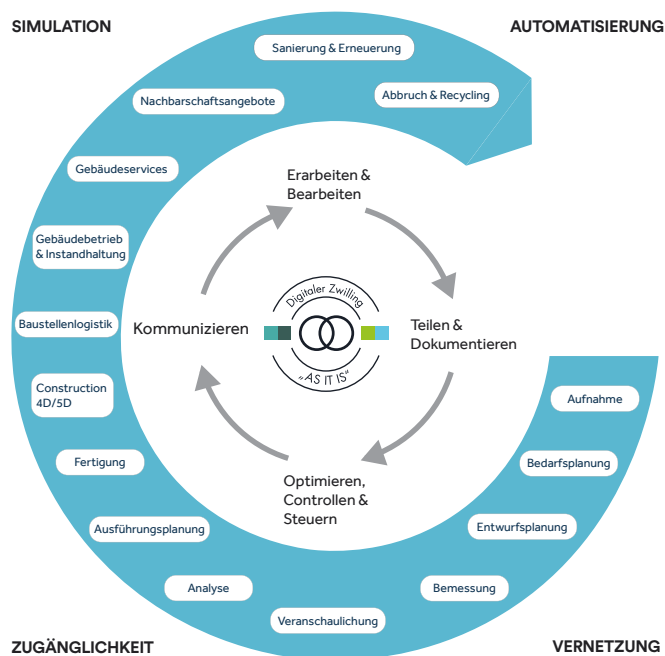 SIMULATION
AUTOMATISIERUNG
Sanierung & Erneuerung
Abbruch & Recycling
Nachbarschaftsangebote
Gebäudeservices
Gebäudebetrieb
& Instandhaltung
Baustellenlogistik
Construction
4D/5D
Fertigung
Ausführungsplanung
Analyse
Veranschaulichung
Bemessung
Entwurfsplanung
Bedarfsplanung
Aufnahme
Erarbeiten &
Bearbeiten
Teilen &
Dokumentieren
Optimieren,
Controllen &
Steuern
Kommunizieren
Digitaler Zwilling
„AS IT IS“
ZUGÄNGLICHKEIT
VERNETZUNG